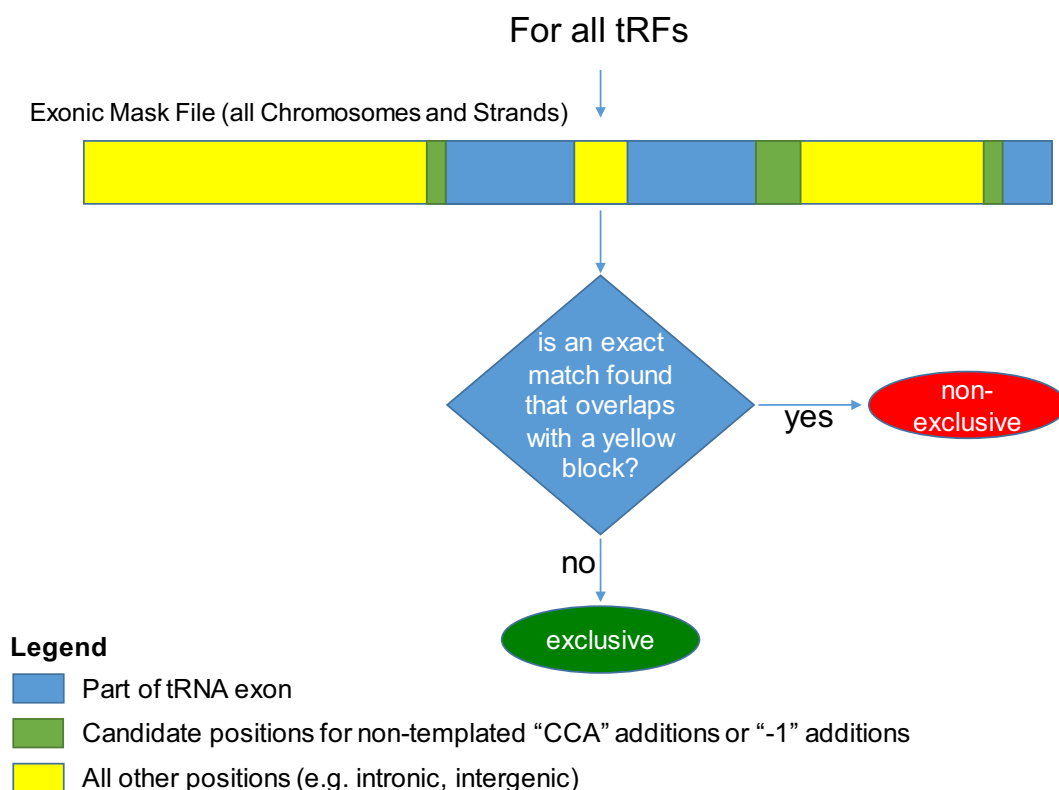 For all tRFs
Exonic Mask File (all Chromosomes and Strands)
is an exact
match found
that overlaps
with a yellow
block?
yes
non-
exclusive
no
exclusive
Legend
Part of tRNA exon
Candidate positions for non-templated “CCA” additions or “-1” additions
All other positions (e.g. intronic, intergenic)